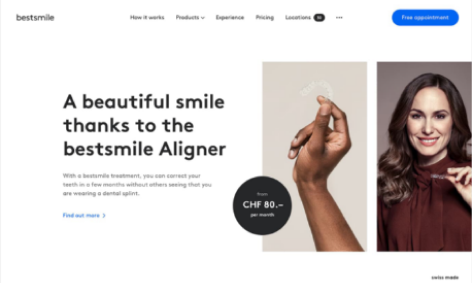 bestsmile
How it works Products Experience Pricing Locations
Free appointment
A beautiful smile
thanks to the
bestsmile Aligner
With a bestsmile treatment, you can correct your
teeth in a few months without others seeing that you
are wearing a dental splint.
Find out more
CHF 80.–
per month
swiss made